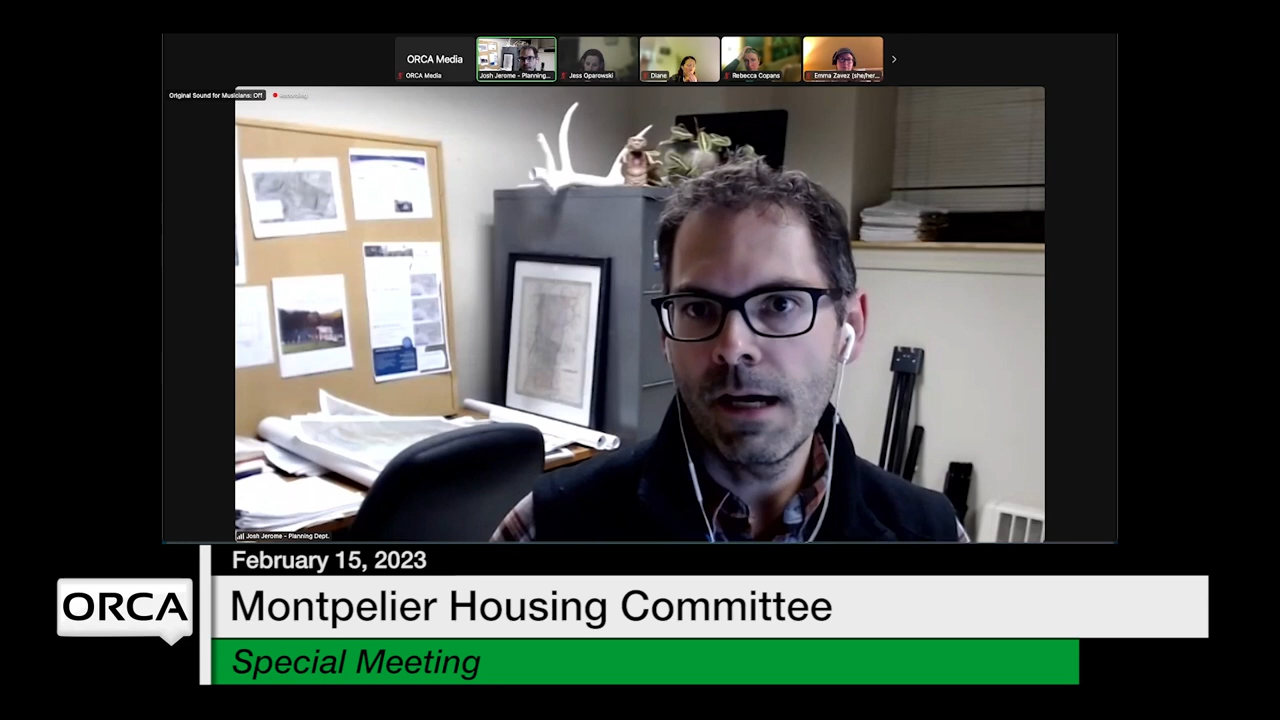 ORCA Media
ORCA Media
Josh Jerome - Planning...
Jess Oparowski
Diane
Rebecca Copans
Emma Zavez (she/her...
Original Sound for Musicians: Off
Recording
Josh Jerome - Planning Dept.
February 15, 2023
ORCA
Montpelier Housing Committee
Special Meeting